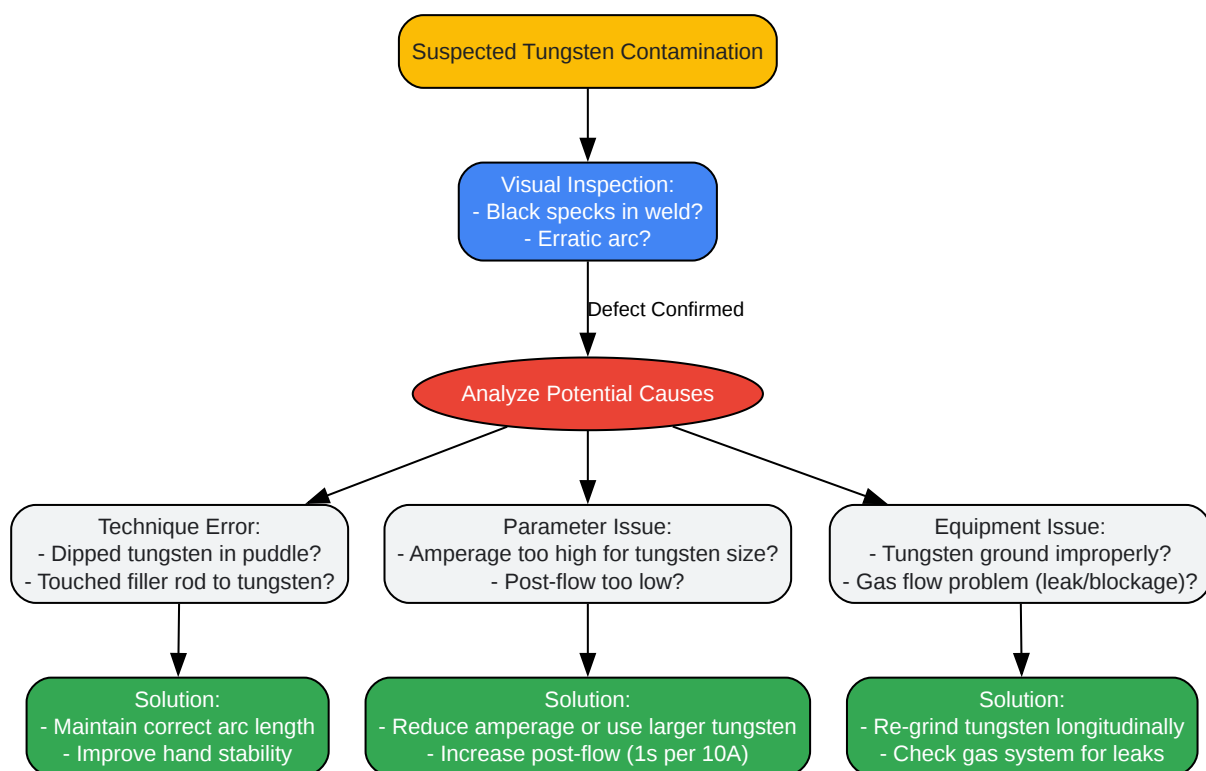 Suspected Tungsten Contamination
Visual Inspection:
- Black specks in weld?
- Erratic arc?
Defect Confirmed
Analyze Potential Causes
Technique Error:
- Dipped tungsten in puddle?
- Touched filler rod to tungsten?
Parameter Issue:
- Amperage too high for tungsten size?
- Post-flow too low?
Equipment Issue:
- Tungsten ground improperly?
- Gas flow problem (leak/blockage)?
Solution:
- Maintain correct arc length
- Improve hand stability
Solution:
- Reduce amperage or use larger tungsten
- Increase post-flow (1s per 10A)
Solution:
- Re-grind tungsten longitudinally
- Check gas system for leaks